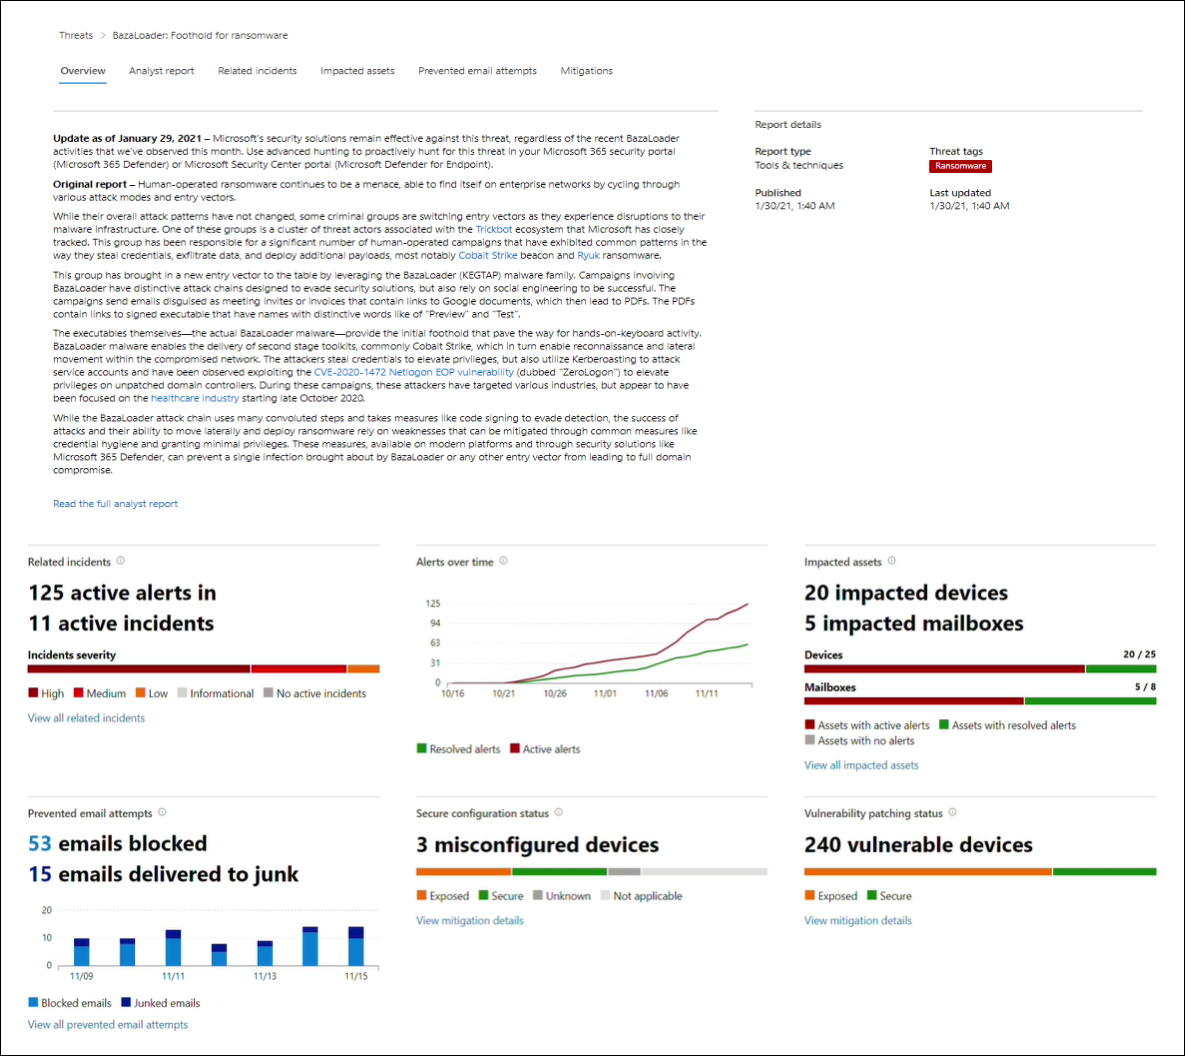 Threats > BazaLoader: Foothold for ransomware
Overview Analyst report Related incidents Impacted assets Prevented email attempts Mitigations
Update as of January 29, 2021 – Microsoft's security solutions remain effective against this threat, regardless of the recent BazaLoader
activities that we've observed this month. Use advanced hunting to proactively hunt for this threat in your Microsoft 365 security portal
(Microsoft 365 Defender) or Microsoft Security Center portal (Microsoft Defender for Endpoint).
Original report – Human-operated ransomware continues to be a menace, able to find itself on enterprise networks by cycling through
various attack modes and entry vectors.
While their overall attack patterns have not changed, some criminal groups are switching entry vectors as they experience disruptions to their
malware infrastructure. One of these groups is a cluster of threat actors associated with the Trickbot ecosystem that Microsoft has closely
tracked. This group has been responsible for a significant number of human-operated campaigns that have exhibited common patterns in the
way they steal credentials, exfiltrate data, and deploy additional payloads, most notably Cobalt Strike beacon and Ryuk ransomware.
This group has brought in a new entry vector to the table by leveraging the BazaLoader (KEGTAP) malware family. Campaigns involving
BazaLoader have distinctive attack chains designed to evade security solutions, but also rely on social engineering to be successful. The
campaigns send emails disguised as meeting invites or invoices that contain links to Google documents, which then lead to PDFs. The PDFs
contain links to signed executable that have names with distinctive words like of "Preview" and "Test".
The executables themselves—the actual BazaLoader malware—provide the initial foothold that pave the way for hands-on-keyboard activity.
BazaLoader malware enables the delivery of second stage toolkits, commonly Cobalt Strike, which in turn enable reconnaissance and lateral
movement within the compromised network. The attackers steal credentials to elevate privileges, but also utilize Kerberoasting to attack
service accounts and have been observed exploiting the CVE-2020-1472 Netlogon EOP vulnerability (dubbed "ZeroLogon") to elevate
privileges on unpatched domain controllers. During these campaigns, these attackers have targeted various industries, but appear to have
been focused on the healthcare industry starting late October 2020.
While the BazaLoader attack chain uses many convoluted steps and takes measures like code signing to evade detection, the success of
attacks and their ability to move laterally and deploy ransomware rely on weaknesses that can be mitigated through common measures like
credential hygiene and granting minimal privileges. These measures, available on modern platforms and through security solutions like
Microsoft 365 Defender, can prevent a single infection brought about by BazaLoader or any other entry vector from leading to full domain
compromise.
Read the full analyst report
Report details
Report type Threat tags
Tools & techniques Ransomware
Published Last updated
1/30/21, 1:40 AM 1/30/21, 1:40 AM
Related incidents
125 active alerts in
11 active incidents
Incidents severity
High Medium Low Informational No active incidents
View all related incidents
Alerts over time
125
94
63
31
0
10/16 10/21 10/26 11/01 11/06 11/11
Resolved alerts Active alerts
Impacted assets
20 impacted devices
5 impacted mailboxes
Devices 20 / 25
Mailboxes 5 / 8
Assets with active alerts Assets with resolved alerts
Assets with no alerts
View all impacted assets
Prevented email attempts
53 emails blocked
15 emails delivered to junk
20
10
0
11/09 11/11 11/13 11/15
Blocked emails Junked emails
View all prevented email attempts
Secure configuration status
3 misconfigured devices
Exposed Secure Unknown Not applicable
View mitigation details
Vulnerability patching status
240 vulnerable devices
Exposed Secure
View mitigation details